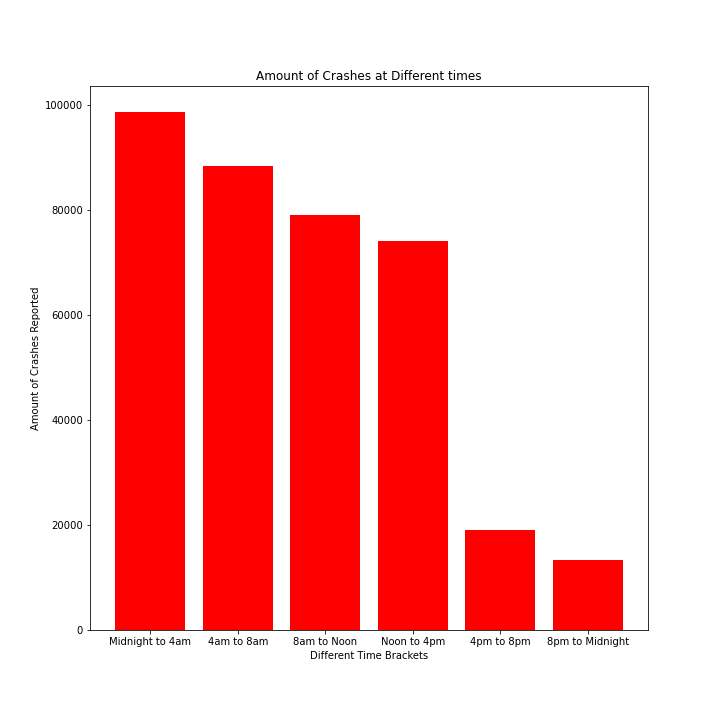 Amount of Crashes at Different times
Amount of Crashes Reported
100000
80000
60000
40000
20000
0
Midnight to 4am 4am to 8am 8am to Noon Noon to 4pm 4pm to 8pm 8pm to Midnight
Different Time Brackets